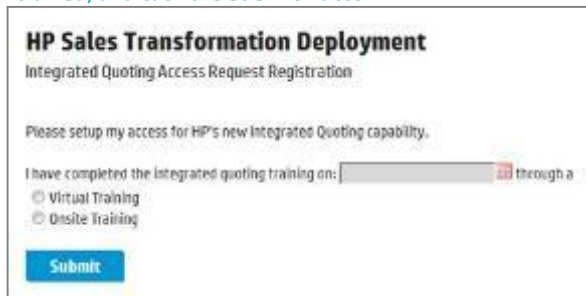 HP Sales Transformation Deployment
Integrated Quoting Access Request Registration
Please setup my access for HP's new Integrated Quoting capability.
I have completed the integrated quoting training on: through a
Virtual Training
Onsite Training
Submit